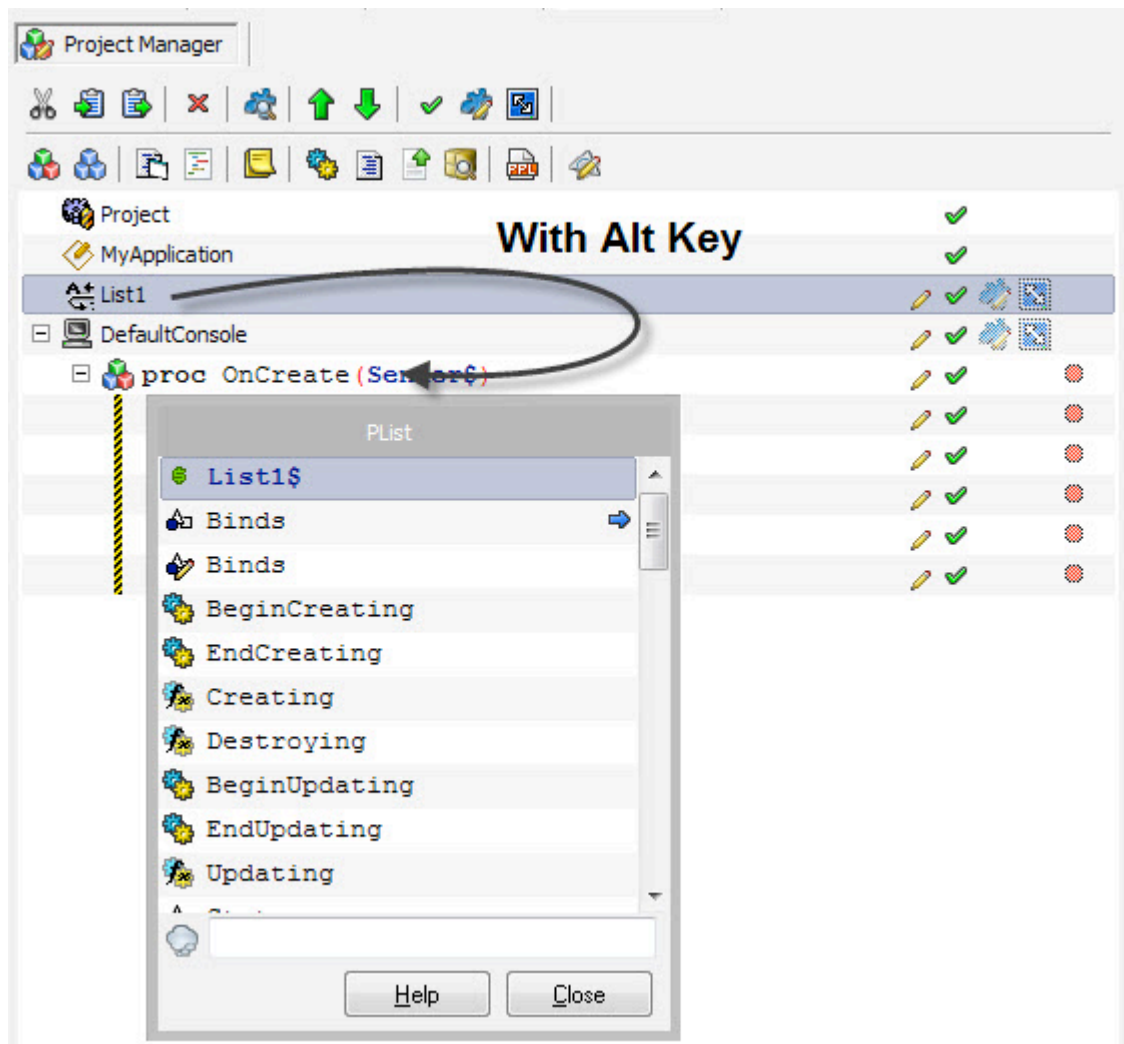 Project Manager
PPL
Project
With Alt Key
MyApplication
List1
DefaultConsole
proc OnCreate(Sender$)
PList
List1$
Binds
Binds
BeginCreating
EndCreating
Creating
Destroying
BeginUpdating
EndUpdating
Updating
Help
Close